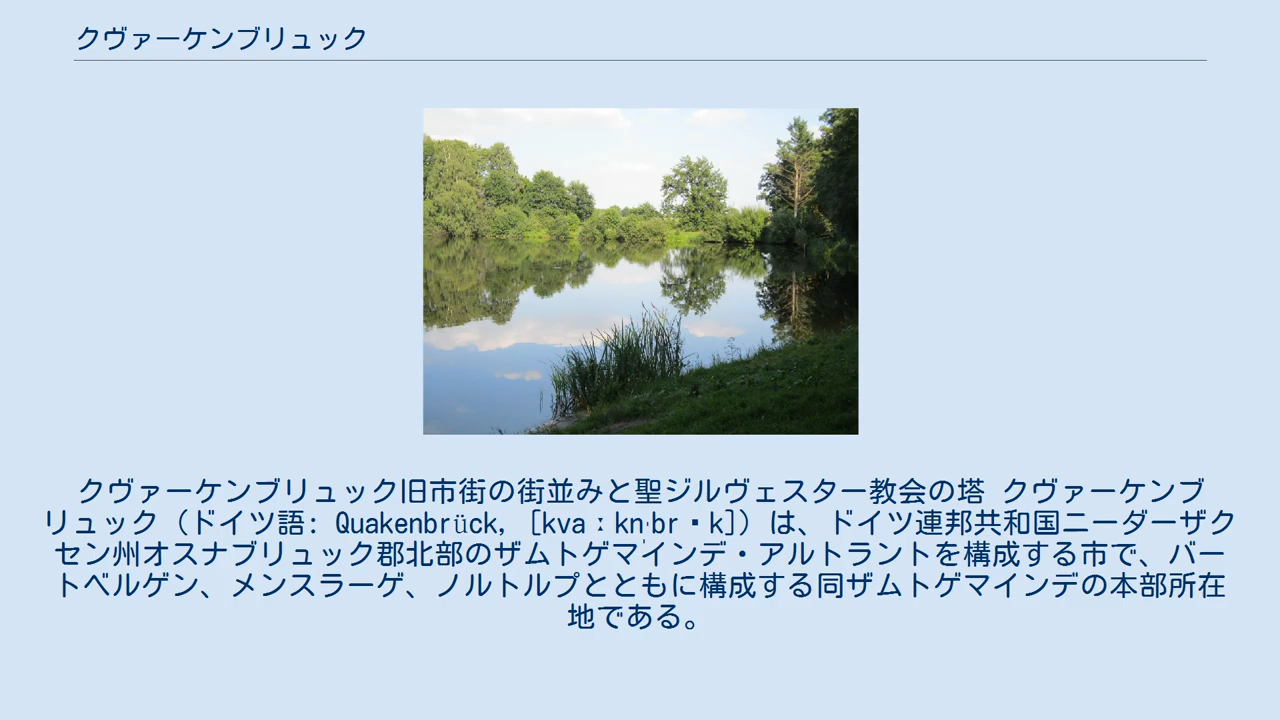 クヴァーケンブリュック
クヴァーケンブリュック旧市街の街並みと聖ジルヴェスター教会の塔 クヴァーケンブ
リュック（ドイツ語: Quakenbrück, [kvaːkn̩brʏk]）は、ドイツ連邦共和国ニーダーザク
セン州オスナブリュック郡北部のザムトゲマインデ・アルトラントを構成する市で、バー
トベルゲン、メンスラーゲ、ノルトルプとともに構成する同ザムトゲマインデの本部所在
地である。